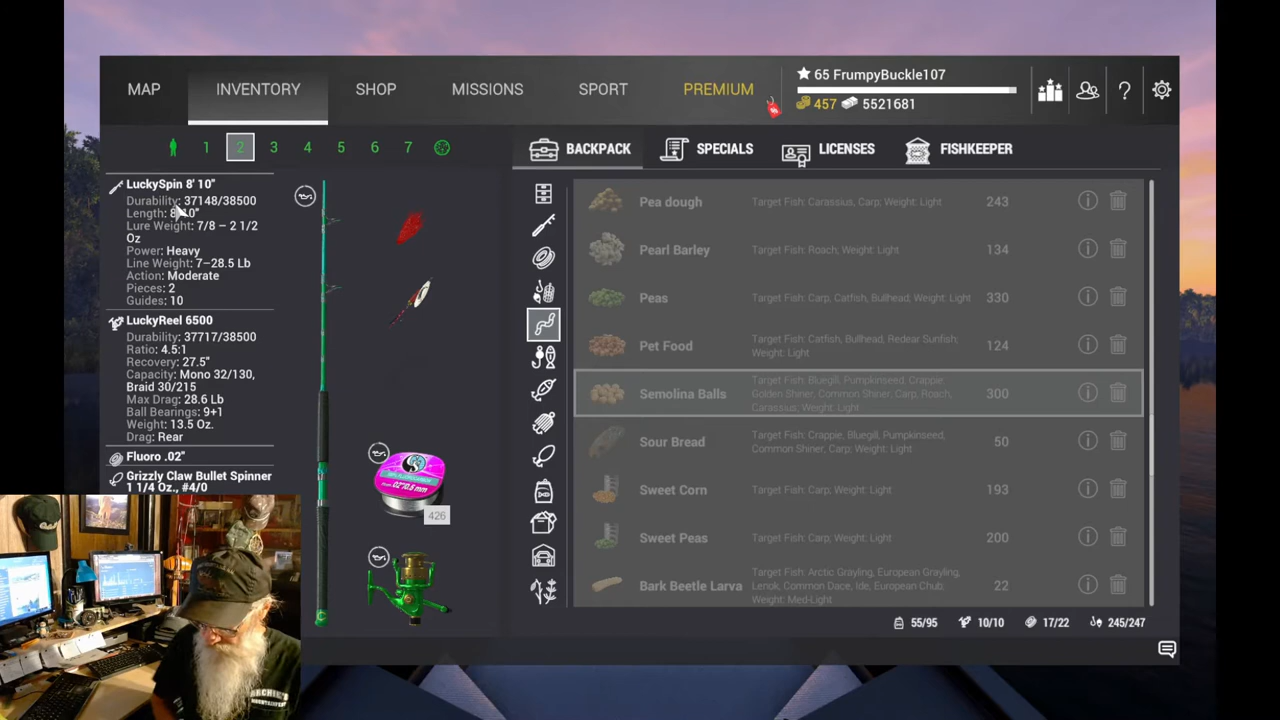 MAP
INVENTORY
SHOP
MISSIONS
SPORT
PREMIUM
65 FrumpyBuckle107
457 5521681
?
1 2 3 4 5 6 7
BACKPACK
SPECIALS
LICENSES
FISHKEEPER
LuckySpin 8' 10"
Durability: 37148/38500
Length: 8' 10"
Lure Weight: 7/8 – 2 1/2
Oz
Power: Heavy
Line Weight: 7–28.5 Lb
Action: Moderate
Pieces: 2
Guides: 10
LuckyReel 6500
Durability: 37717/38500
Ratio: 4.5:1
Recovery: 27.5"
Capacity: Mono 32/130,
Braid 30/215
Max Drag: 28.6 Lb
Ball Bearings: 9+1
Weight: 13.5 Oz.
Drag: Rear
Fluoro .02"
Grizzly Claw Bullet Spinner
1 1/4 Oz., #4/0
426
Pea dough
Target Fish: Carassius, Carp; Weight: Light
243
Pearl Barley
Target Fish: Roach; Weight: Light
134
Peas
Target Fish: Carp, Catfish, Bullhead; Weight: Light
330
Pet Food
Target Fish: Catfish, Bullhead, Redear Sunfish;
Weight: Light
124
Semolina Balls
Target Fish: Bluegill, Pumpkinseed, Crappie,
Golden Shiner, Common Shiner, Carp, Roach,
Carassius; Weight: Light
300
Sour Bread
Target Fish: Crappie, Bluegill, Pumpkinseed,
Common Shiner, Carp; Weight: Light
50
Sweet Corn
Target Fish: Carp; Weight: Light
193
Sweet Peas
Target Fish: Carp; Weight: Light
200
Bark Beetle Larva
Target Fish: Arctic Grayling, European Grayling,
Lenok, Common Dace, Ide, European Chub;
Weight: Med-Light
22
55/95 10/10 17/22 245/247